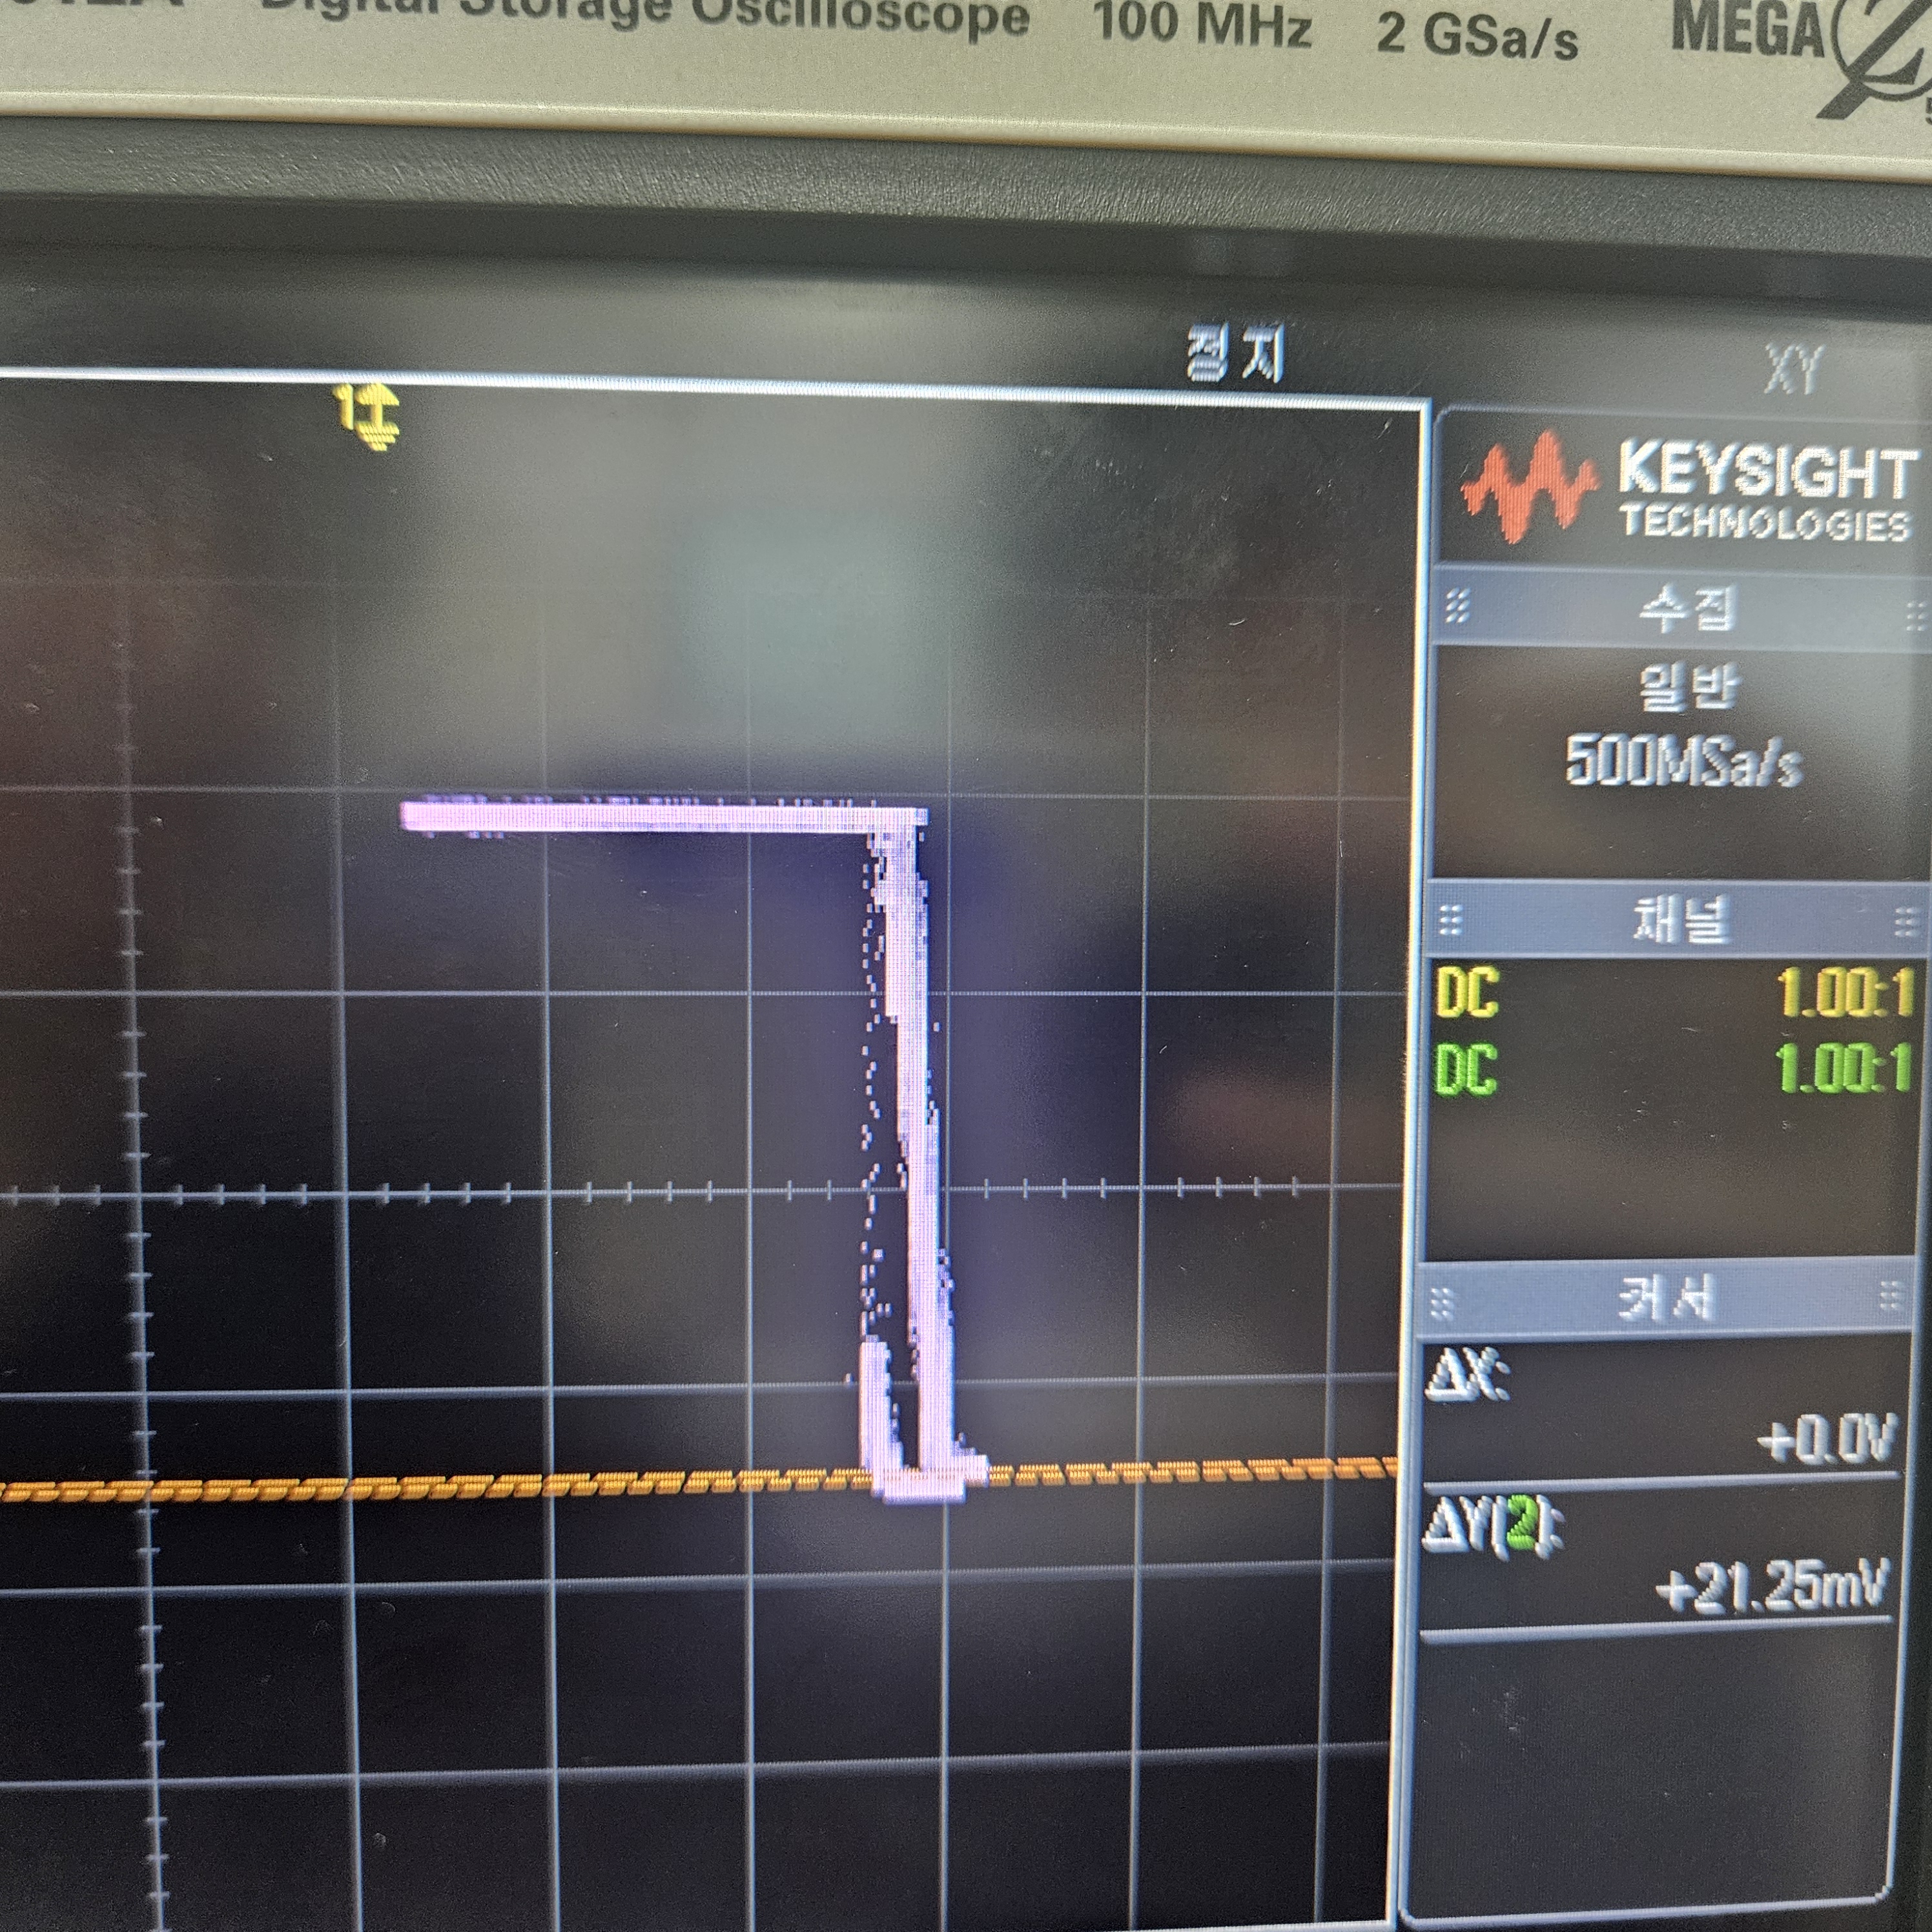 Digital Storage Oscilloscope 100 MHz 2 GSa/s MEGA Z
정지 XY
1
KEYSIGHT
TECHNOLOGIES
수집
일반
500MSa/s
채널
DC 1.00:1
DC 1.00:1
커서
ΔX:
+0.0V
ΔY(2):
+21.25mV